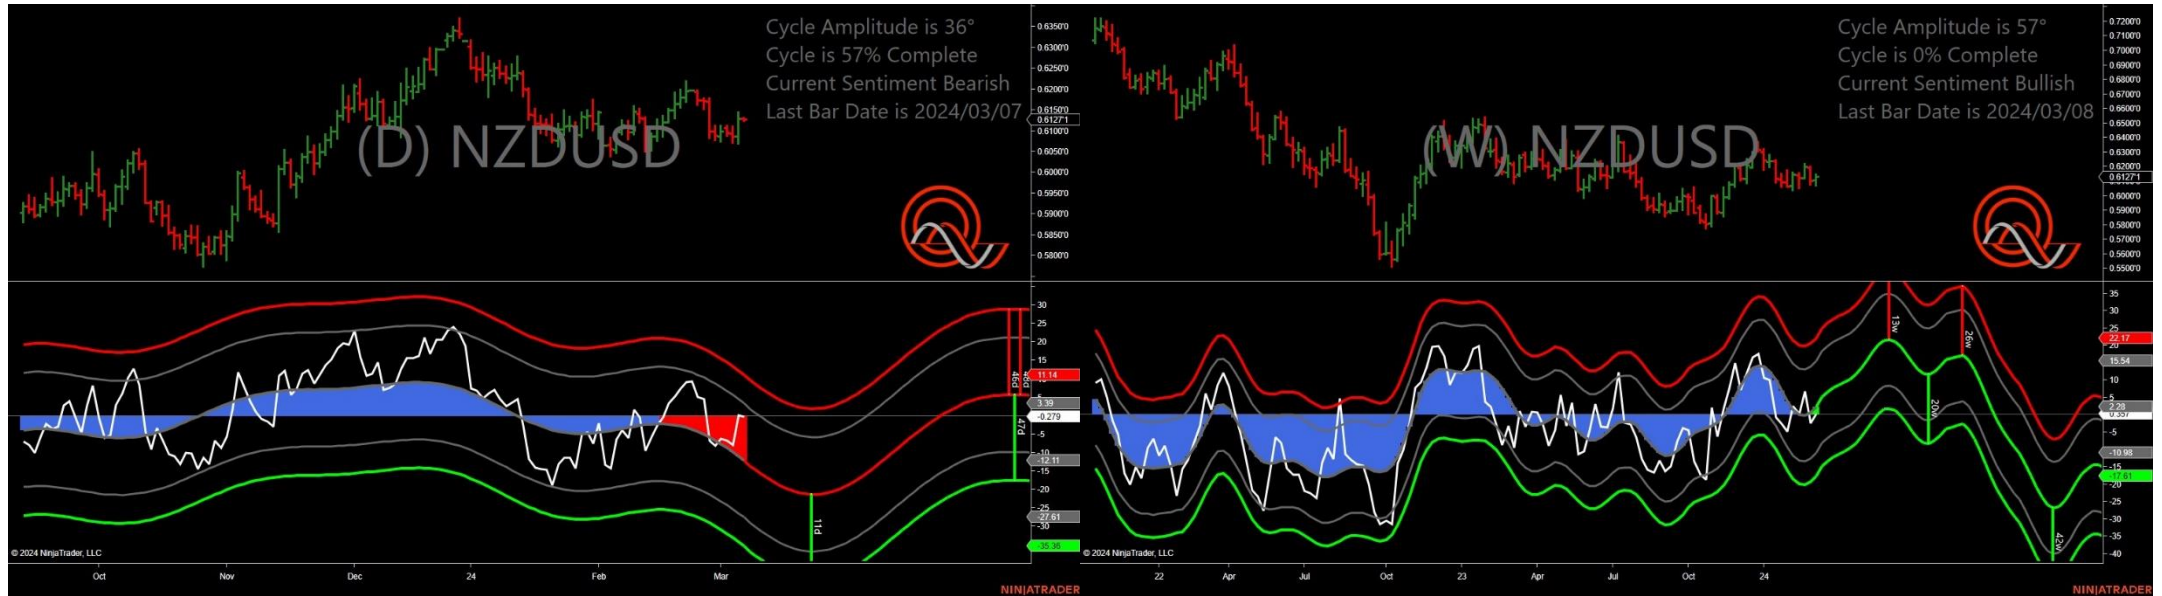 Cycle Amplitude is 36°
Cycle is 57% Complete
Current Sentiment Bearish
Last Bar Date is 2024/03/07
(D) NZDUSD
0.6350'0
0.6300'0
0.6250'0
0.6200'0
0.6150'0
0.6127'1
0.6100'0
0.6050'0
0.6000'0
0.5950'0
0.5900'0
0.5850'0
0.5800'0
30
25
20
15
11.14
3.39
-0.279
-5
-10
-12.11
-15
-20
-25
-27.61
-30
-35.36
46d
47d
11d
© 2024 NinjaTrader, LLC
Oct
Nov
Dec
24
Feb
Mar
NINJATRADER
Cycle Amplitude is 57°
Cycle is 0% Complete
Current Sentiment Bullish
Last Bar Date is 2024/03/08
(W) NZDUSD
0.7200'0
0.7100'0
0.7000'0
0.6900'0
0.6800'0
0.6700'0
0.6600'0
0.6500'0
0.6400'0
0.6300'0
0.6200'0
0.6127'1
0.6000'0
0.5900'0
0.5800'0
0.5700'0
0.5600'0
0.5500'0
35
30
25
22.17
20
15.54
10
5
2.28
0.357
-5
-10.98
-15
-17.61
-20
-25
-30
-35
-40
13w
26w
20w
42w
© 2024 NinjaTrader, LLC
22
Apr
Jul
Oct
23
Apr
Jul
Oct
24
NINJATRADER